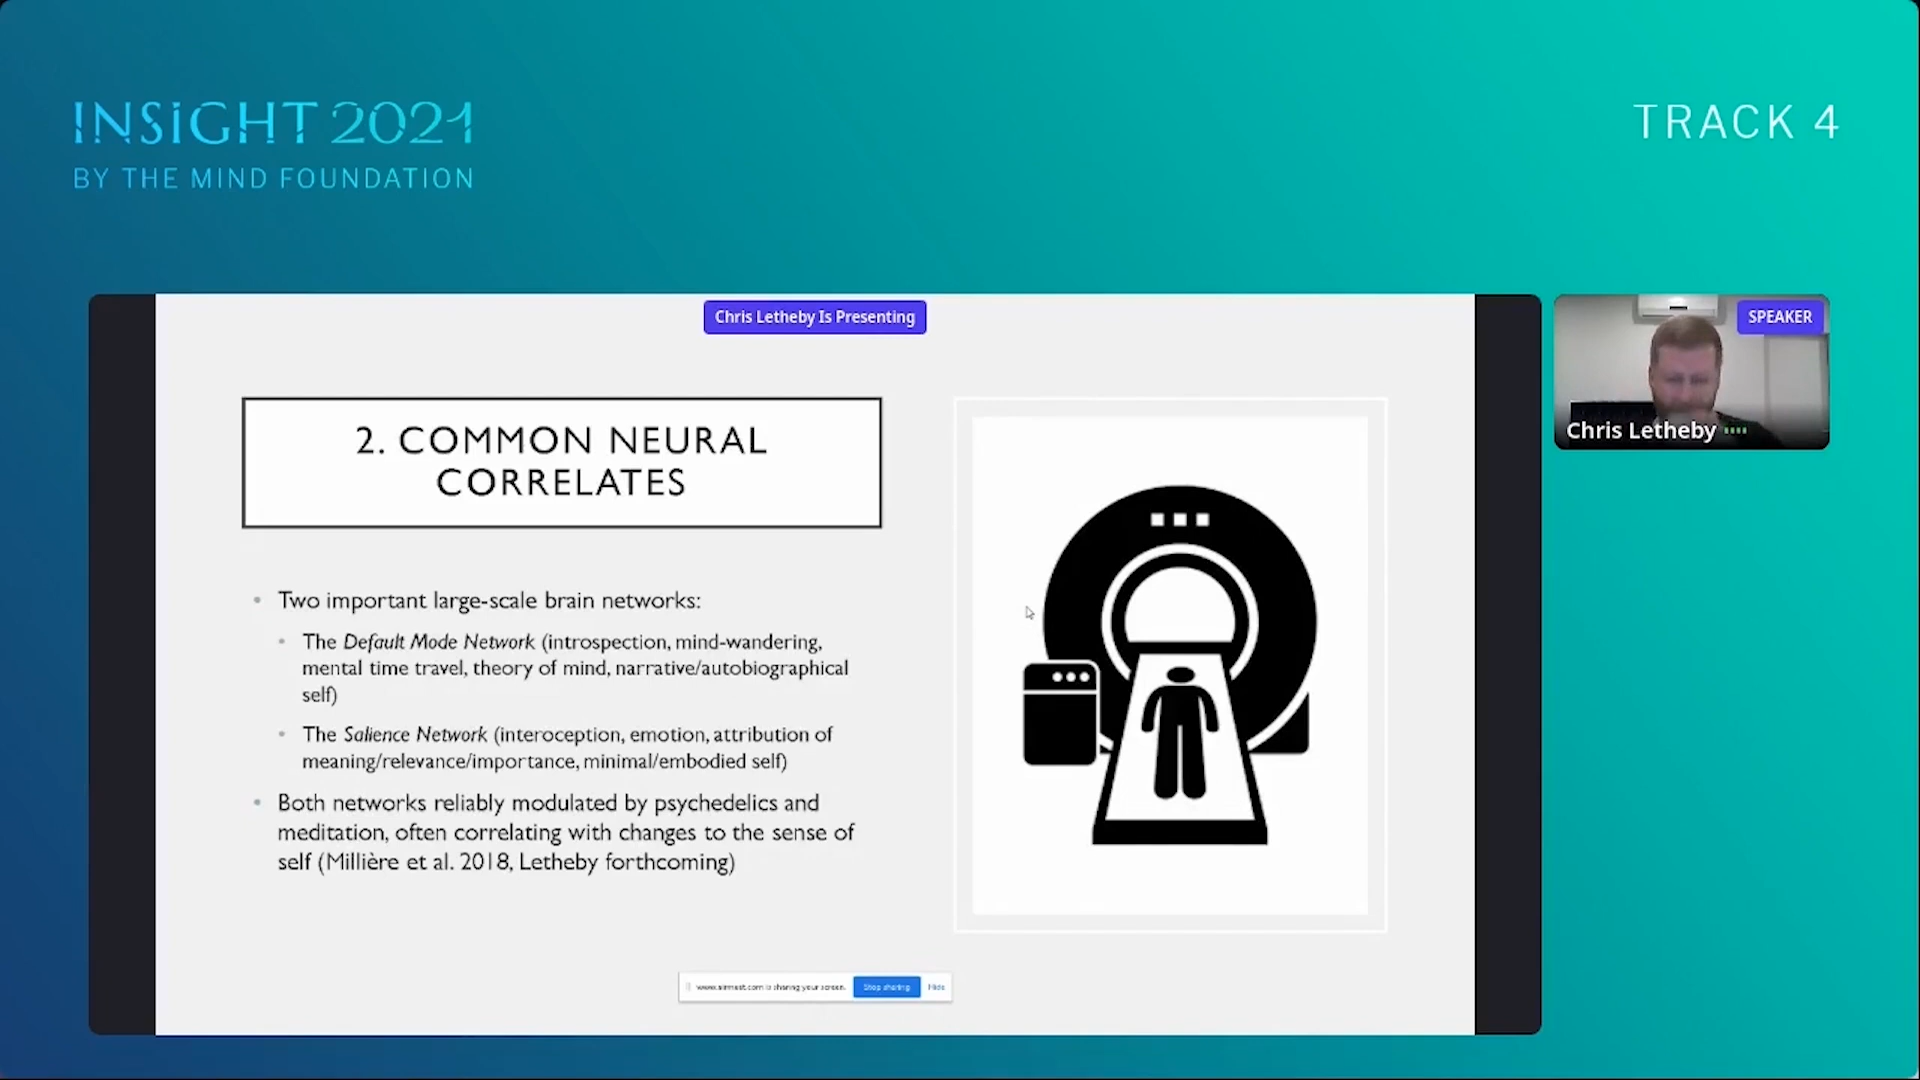 INSIGHT 2021
BY THE MIND FOUNDATION
TRACK 4
Chris Letheby Is Presenting
SPEAKER
Chris Letheby
2. COMMON NEURAL
CORRELATES
• Two important large-scale brain networks:
• The Default Mode Network (introspection, mind-wandering,
mental time travel, theory of mind, narrative/autobiographical
self)
• The Salience Network (interoception, emotion, attribution of
meaning/relevance/importance, minimal/embodied self)
• Both networks reliably modulated by psychedelics and
meditation, often correlating with changes to the sense of
self (Millière et al. 2018, Letheby forthcoming)
is sharing your screen.
Stop sharing
Hide